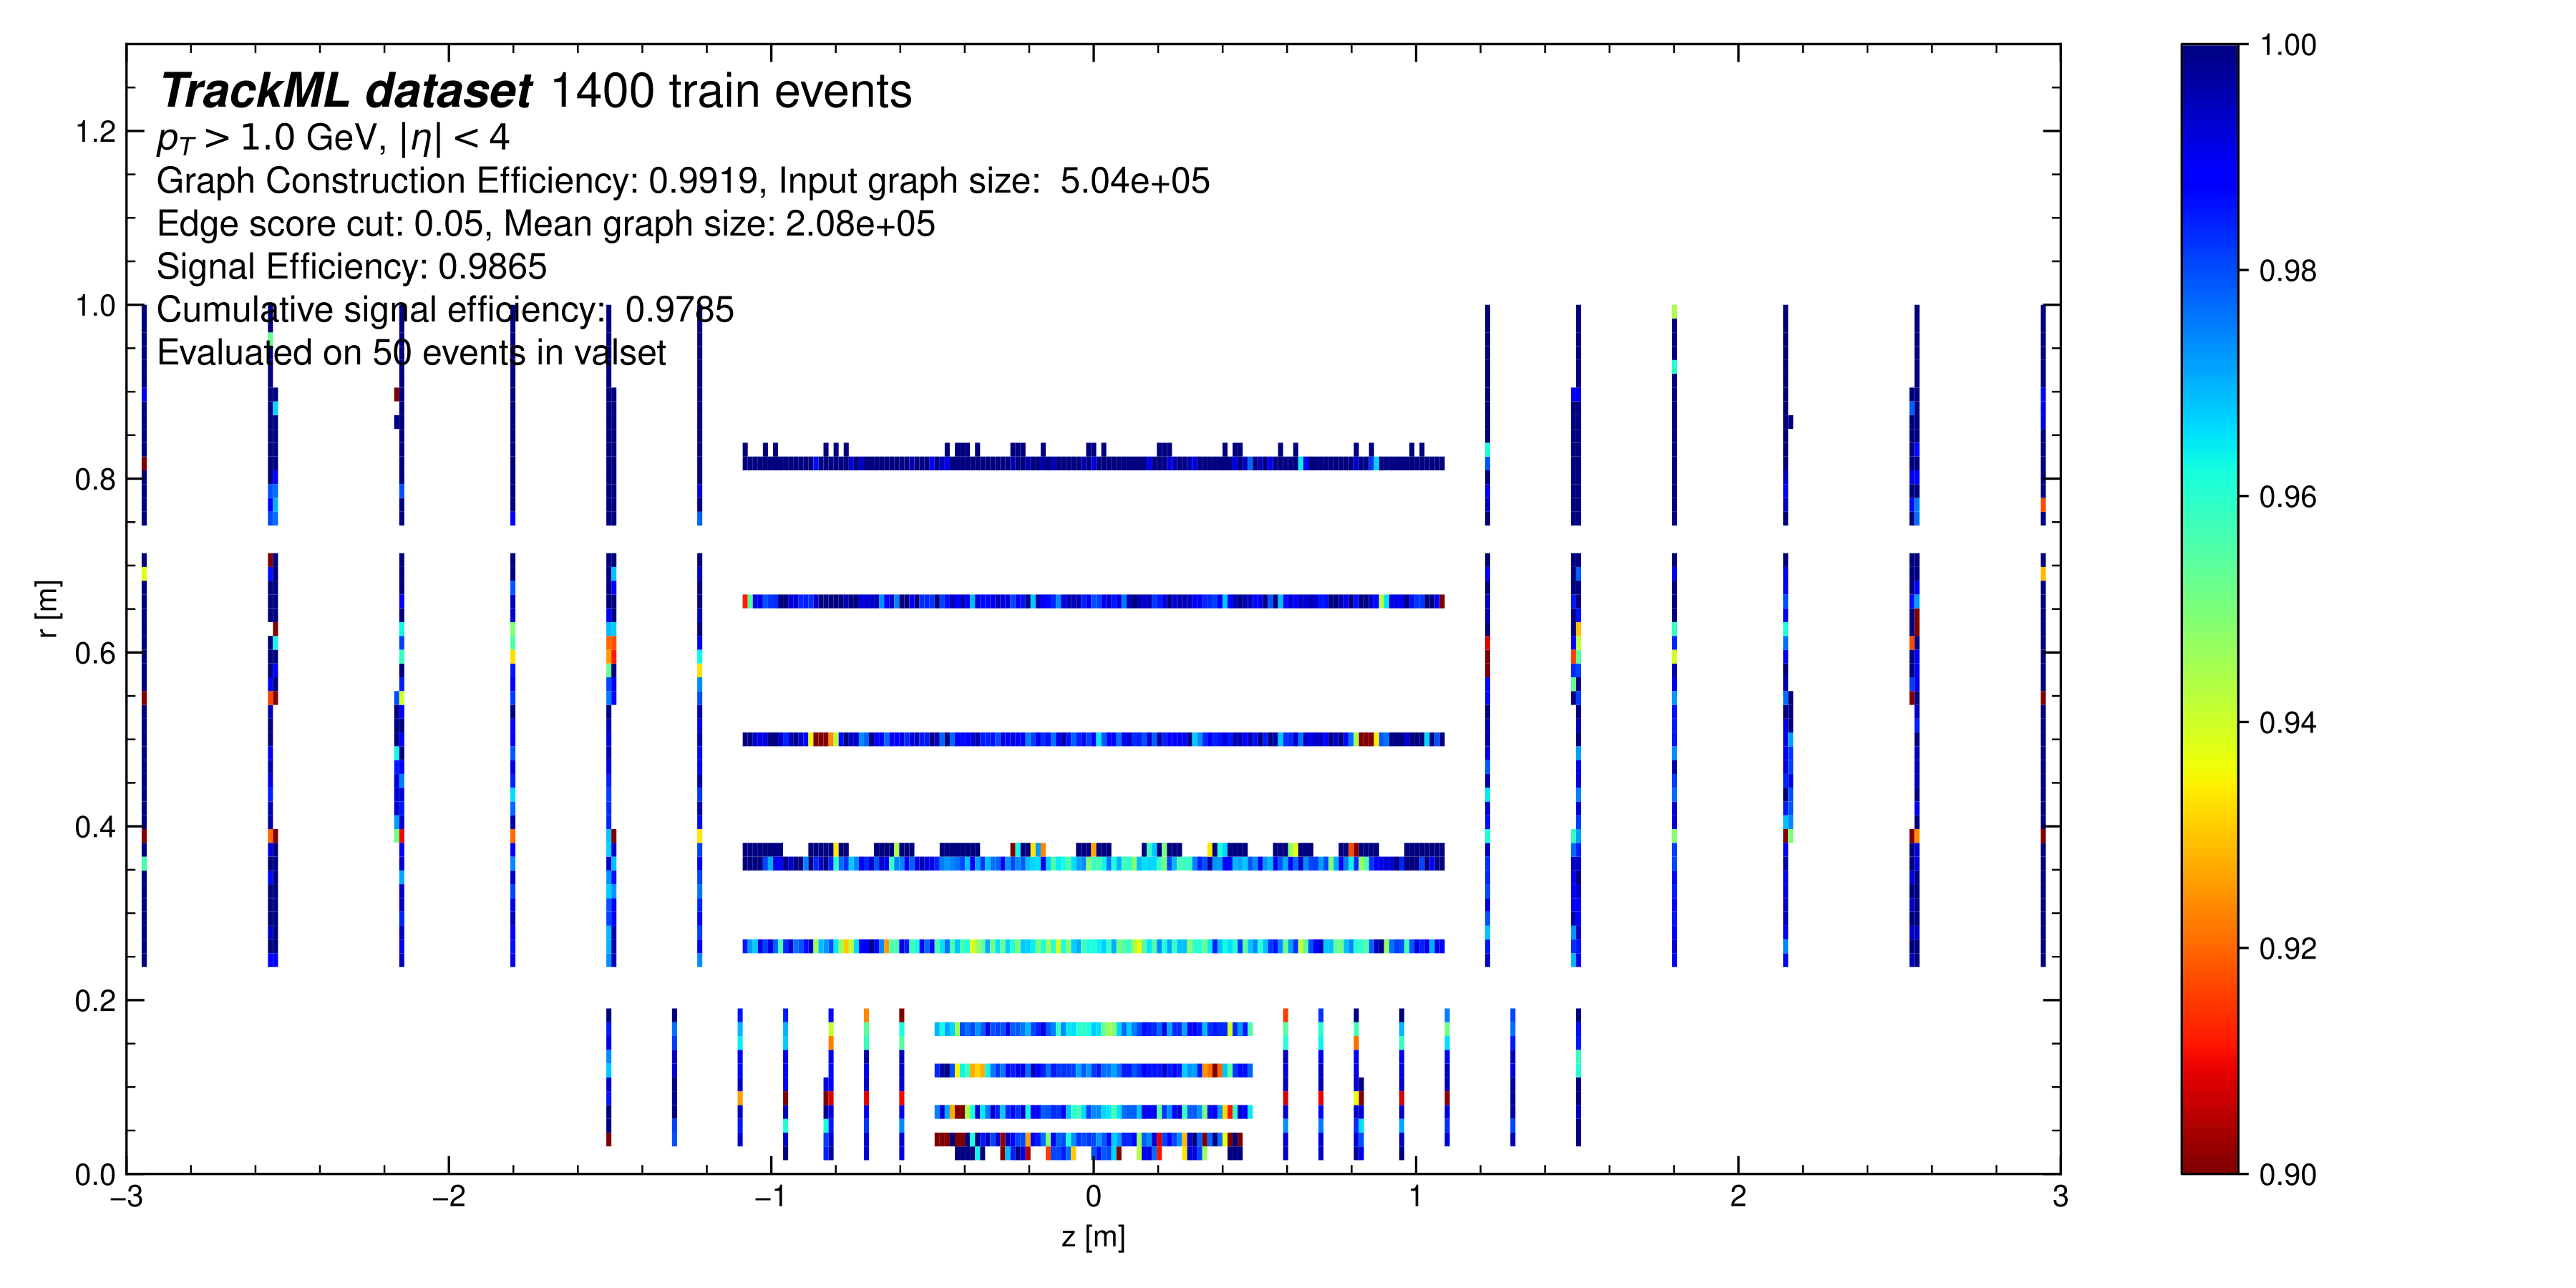 TrackML dataset 1400 train events
p_T > 1.0 GeV, |η| < 4
Graph Construction Efficiency: 0.9919, Input graph size:  5.04e+05
Edge score cut: 0.05, Mean graph size: 2.08e+05
Signal Efficiency: 0.9865
Cumulative signal efficiency:  0.9785
Evaluated on 50 events in valset
r [m]
1.2
1.0
0.8
0.6
0.4
0.2
0.0
−3 −2 −1 0 1 2 3
z [m]
1.00
0.98
0.96
0.94
0.92
0.90